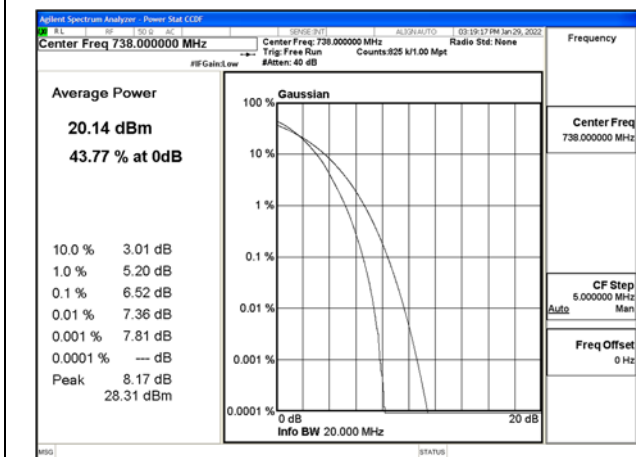 Agilent Spectrum Analyzer - Power Stat CCDF
RL RF 50 Ω AC SENSE:INT ALIGN AUTO 03:19:17 PM Jan 29, 2022
Center Freq 738.000000 MHz
Center Freq: 738.000000 MHz Radio Std: None
Trig: Free Run Counts:825 k/1.00 Mpt
#IFGain:Low #Atten: 40 dB
Frequency
Average Power
20.14 dBm
43.77 % at 0dB
10.0 % 3.01 dB
1.0 % 5.20 dB
0.1 % 6.52 dB
0.01 % 7.36 dB
0.001 % 7.81 dB
0.0001 % --- dB
Peak 8.17 dB
28.31 dBm
Gaussian
100 %
10 %
1 %
0.1 %
0.01 %
0.001 %
0.0001 %
0 dB 20 dB
Info BW 20.000 MHz
Center Freq
738.000000 MHz
CF Step
5.000000 MHz
Auto Man
Freq Offset
0 Hz
MSG STATUS